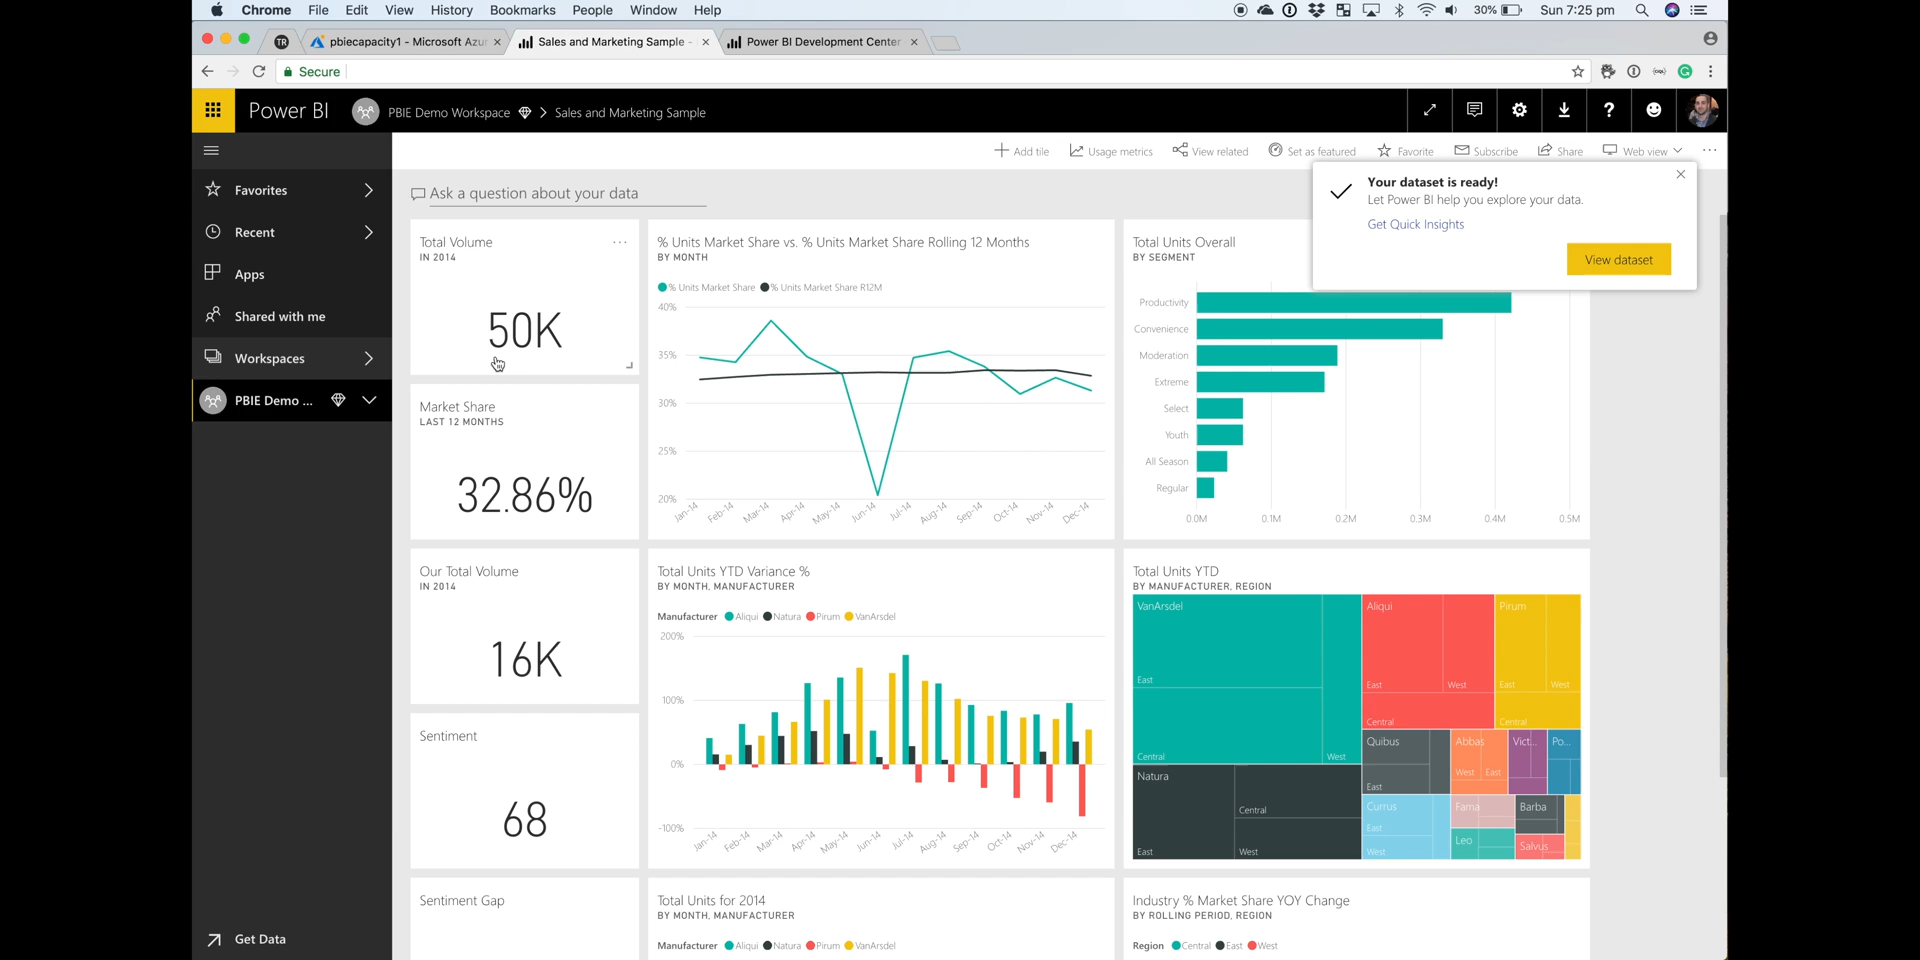 Chrome File Edit View History Bookmarks People Window Help
30% Sun 7:25 pm
TR pbiecapacity1 - Microsoft Azur Sales and Marketing Sample - Power BI Development Center
Secure
Power BI PBIE Demo Workspace > Sales and Marketing Sample
Add tile Usage metrics View related Set as featured Favorite Subscribe Share Web view ...
Favorites
Recent
Apps
Shared with me
Workspaces
PBIE Demo ...
Get Data
Ask a question about your data
Your dataset is ready!
Let Power BI help you explore your data.
Get Quick Insights
View dataset
Total Volume
IN 2014
50K
Market Share
LAST 12 MONTHS
32.86%
Our Total Volume
IN 2014
16K
Sentiment
68
Sentiment Gap
% Units Market Share vs. % Units Market Share Rolling 12 Months
BY MONTH
% Units Market Share % Units Market Share R12M
40%
35%
30%
25%
20%
Jan-14 Feb-14 Mar-14 Apr-14 May-14 Jun-14 Jul-14 Aug-14 Sep-14 Oct-14 Nov-14 Dec-14
Total Units Overall
BY SEGMENT
Productivity
Convenience
Moderation
Extreme
Select
Youth
All Season
Regular
0.0M 0.1M 0.2M 0.3M 0.4M 0.5M
Total Units YTD Variance %
BY MONTH, MANUFACTURER
Manufacturer Aliqui Natura Pirum VanArsdel
200%
100%
0%
-100%
Jan-14 Feb-14 Mar-14 Apr-14 May-14 Jun-14 Jul-14 Aug-14 Sep-14 Oct-14 Nov-14 Dec-14
Total Units YTD
BY MANUFACTURER, REGION
VanArsdel
East
Central West
Natura
Central
East West
Aliqui
East West
Central
Pirum
East West
Central
Quibus
East
Abbas
West East
Vict...
Po...
Currus
East
West
Fama
Barba
Leo
Salvus
Total Units for 2014
BY MONTH, MANUFACTURER
Manufacturer Aliqui Natura Pirum VanArsdel
Industry % Market Share YOY Change
BY ROLLING PERIOD, REGION
Region Central East West